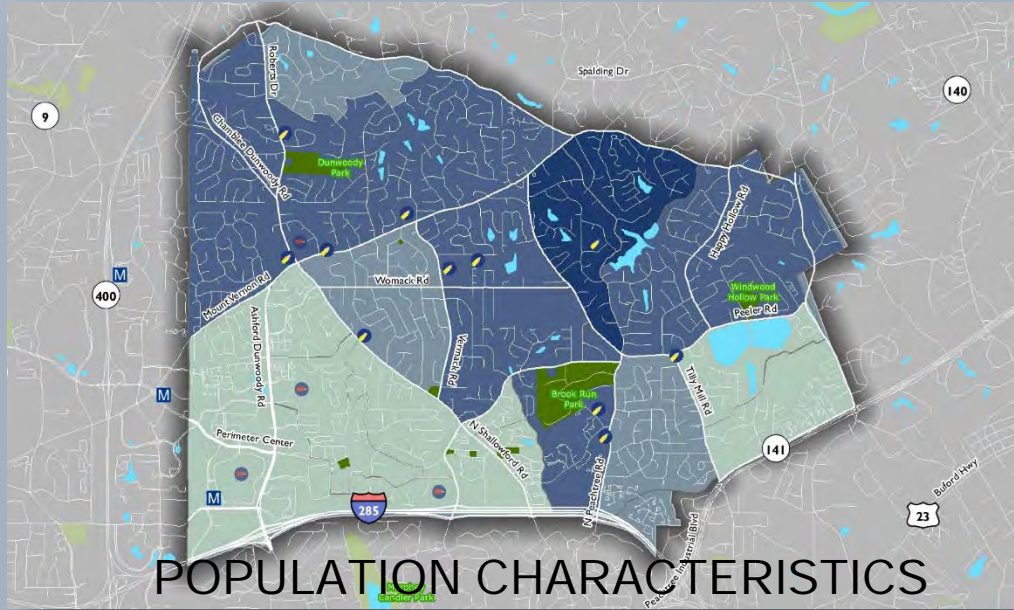 Spalding Dr
140
9
Roberts Dr
Chamblee Dunwoody Rd
Dunwoody
Park
Happy Hollow Rd
M
400
Mount Vernon Rd
Womack Rd
Windwood
Hollow Park
Peeler Rd
Ashford Dunwoody Rd
Vermack Rd
Tilly Mill Rd
M
Brook Run
Park
Perimeter Center
N Shallowford Rd
141
N Peachtree Rd
M
285
Buford Hwy
23
Peachtree Industrial Blvd
POPULATION CHARACTERISTICS
Candler Park